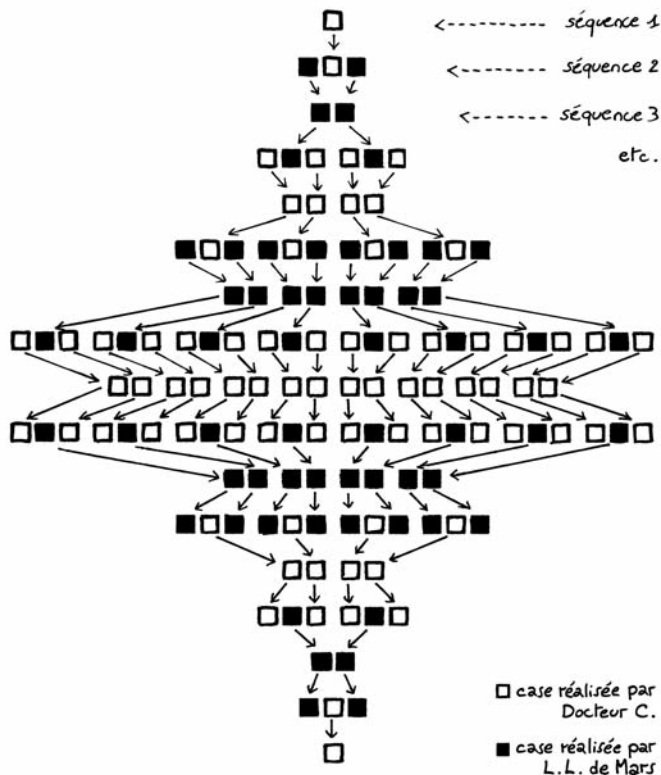 séquence 1
séquence 2
séquence 3
etc.
case réalisée par
Docteur C.
case réalisée par
L.L. de Mars